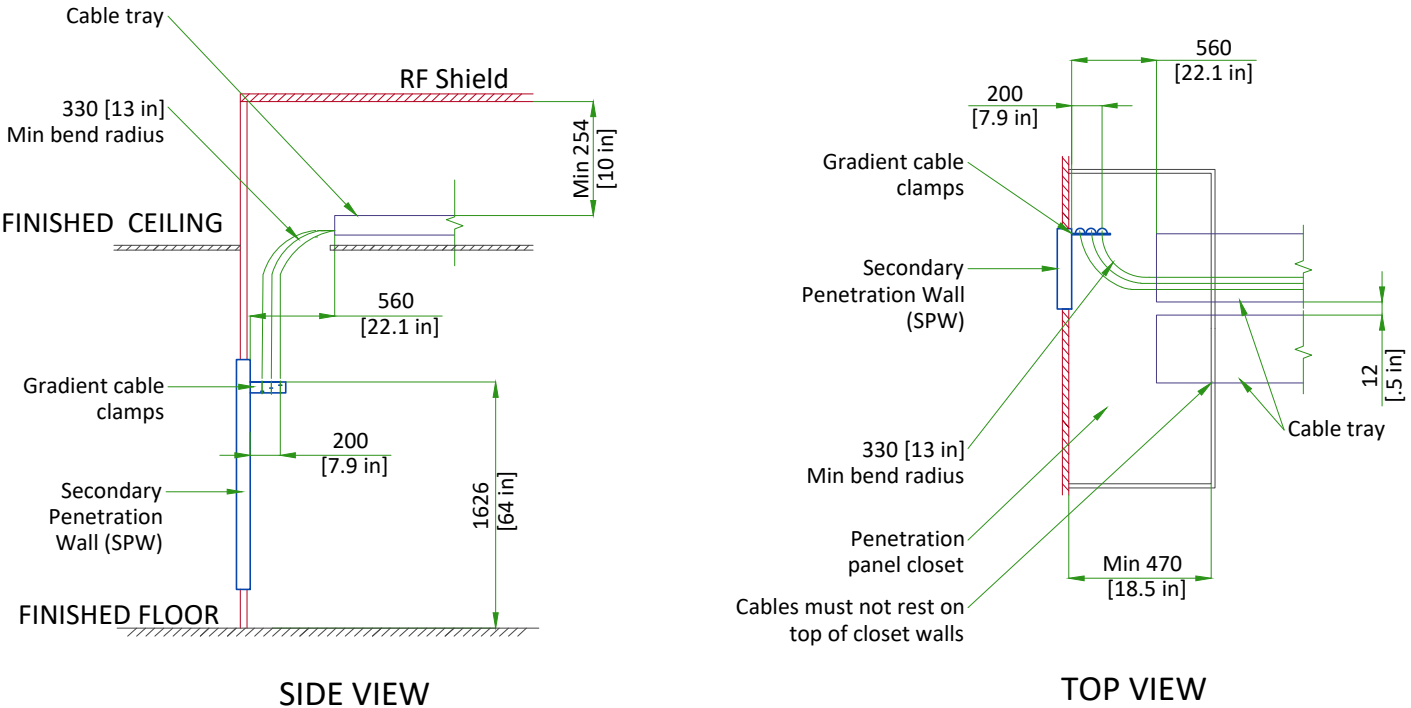 Cable tray
RF Shield
330 [13 in]
Min bend radius
Min 254
[10 in]
FINISHED CEILING
560
[22.1 in]
Gradient cable
clamps
200
[7.9 in]
1626
[64 in]
Secondary
Penetration
Wall (SPW)
FINISHED FLOOR
SIDE VIEW
560
[22.1 in]
200
[7.9 in]
Gradient cable
clamps
Secondary
Penetration Wall
(SPW)
12
[.5 in]
Cable tray
330 [13 in]
Min bend radius
Penetration
panel closet
Min 470
[18.5 in]
Cables must not rest on
top of closet walls
TOP VIEW